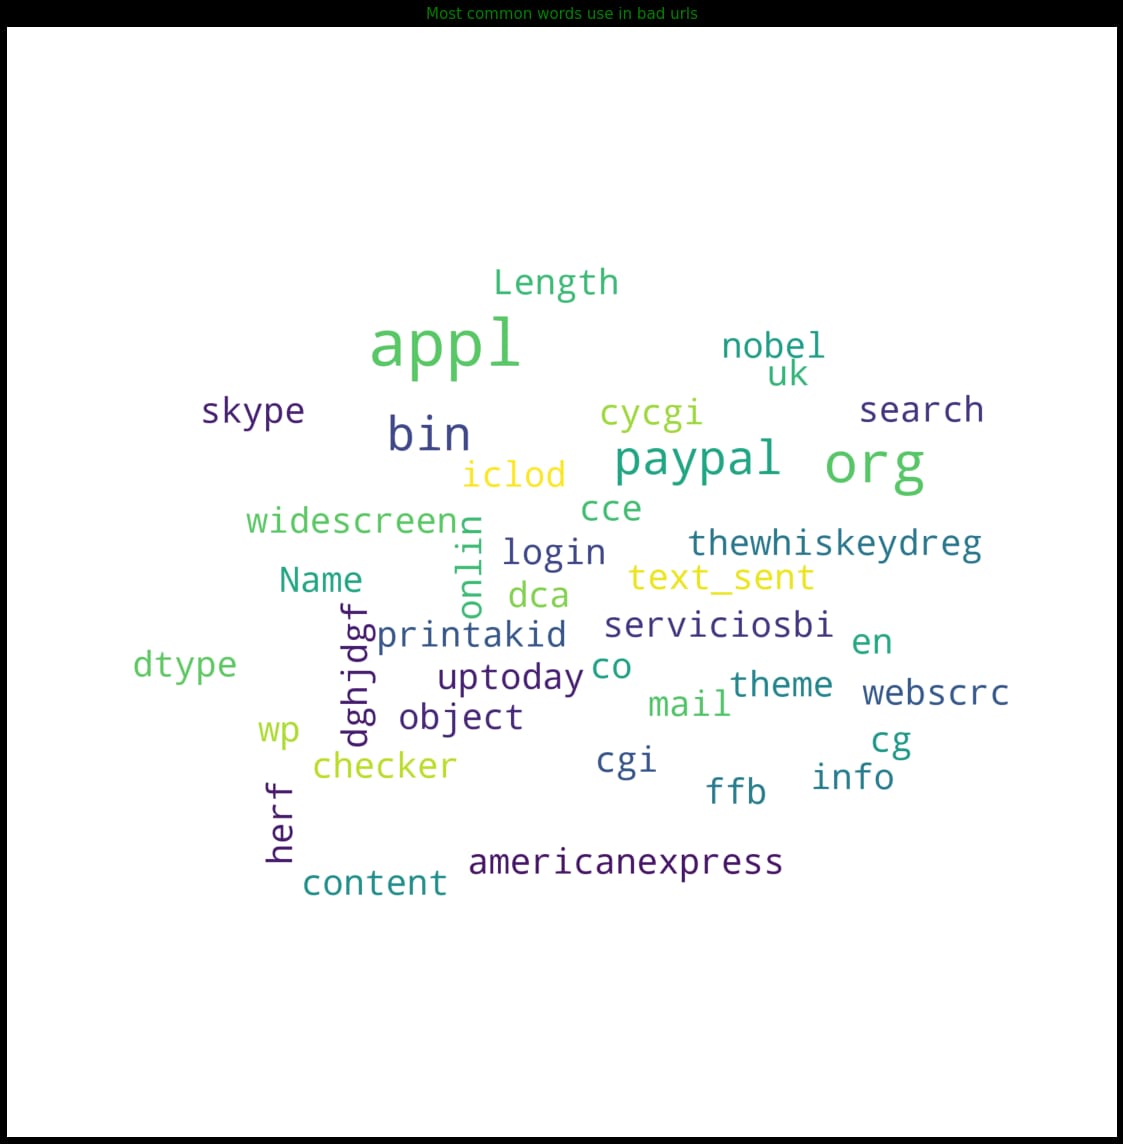 Most common words use in bad urls
Length
appl
nobel
uk
skype
cycgi
search
bin
paypal
org
iclod
cce
widescreen
onlin
login
thewhiskeydreg
Name
dca
text_sent
dghjdgf
printakid
serviciosbi
en
dtype
uptoday
co
theme
webscrc
mail
object
wp
cg
checker
cgi
info
ffb
herf
americanexpress
content